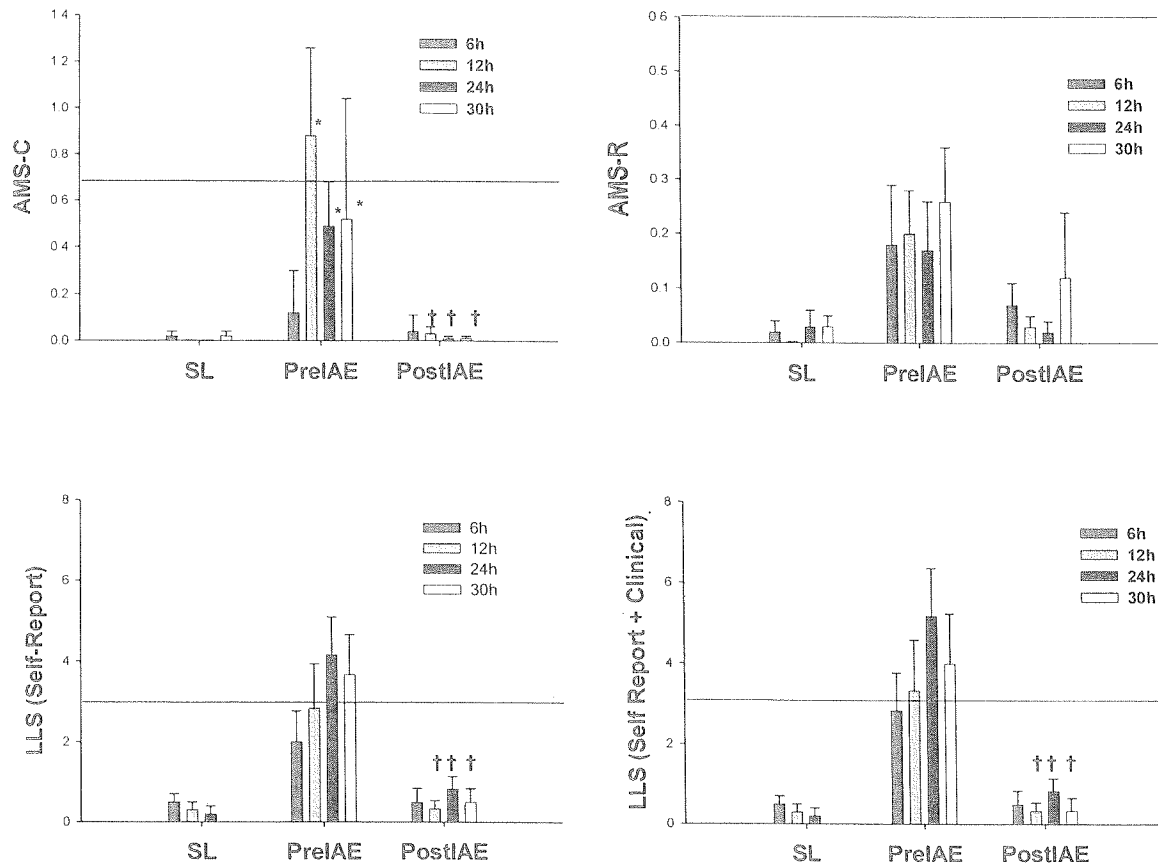 AMS-C
1.4
1.2
1.0
0.8
0.6
0.4
0.2
0.0
6h
12h
24h
30h
*
*
*
† † †
SL PreIAE PostIAE
AMS-R
0.6
0.5
0.4
0.3
0.2
0.1
0.0
6h
12h
24h
30h
SL PreIAE PostIAE
LLS (Self-Report)
8
6
4
2
0
6h
12h
24h
30h
†† †
SL PreIAE PostIAE
LLS (Self Report + Clinical)
8
6
4
2
0
6h
12h
24h
30h
†† †
SL PreIAE PostIAE